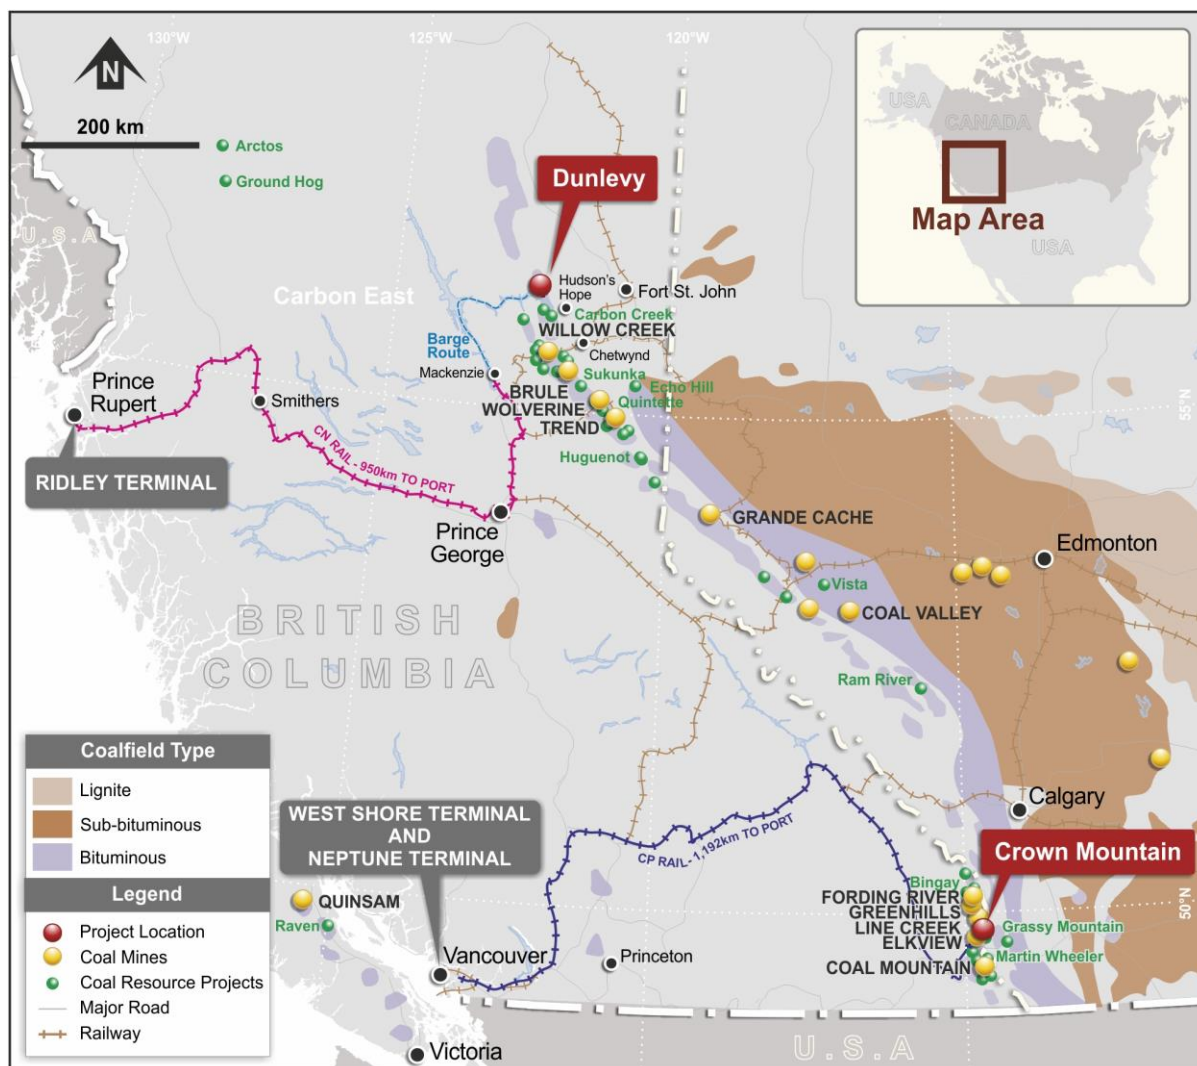 130°W
125°W
120°W
N
200 km
Arctos
Ground Hog
U.S.A
USA
CANADA
USA
Map Area
Dunlevy
Hudson's
Hope
Fort St. John
Carbon East
Carbon Creek
WILLOW CREEK
Chetwynd
Barge
Route
Mackenzie
Sukunka
Echo Hill
BRULE
Quintette
WOLVERINE
TREND
55°N
Prince
Rupert
Smithers
CN RAIL - 950km TO PORT
RIDLEY TERMINAL
Huguenot
Prince
George
GRANDE CACHE
Edmonton
Vista
COAL VALLEY
BRITISH
COLUMBIA
Ram River
Coalfield Type
Lignite
Sub-bituminous
Bituminous
Legend
Project Location
Coal Mines
Coal Resource Projects
Major Road
Railway
WEST SHORE TERMINAL
AND
NEPTUNE TERMINAL
CP RAIL - 1,192km TO PORT
Calgary
Crown Mountain
Bingay
FORDING RIVER
GREENHILLS
LINE CREEK
ELKVIEW
COAL MOUNTAIN
50°N
Grassy Mountain
Martin Wheeler
QUINSAM
Raven
Vancouver
Princeton
Victoria
U.S.A